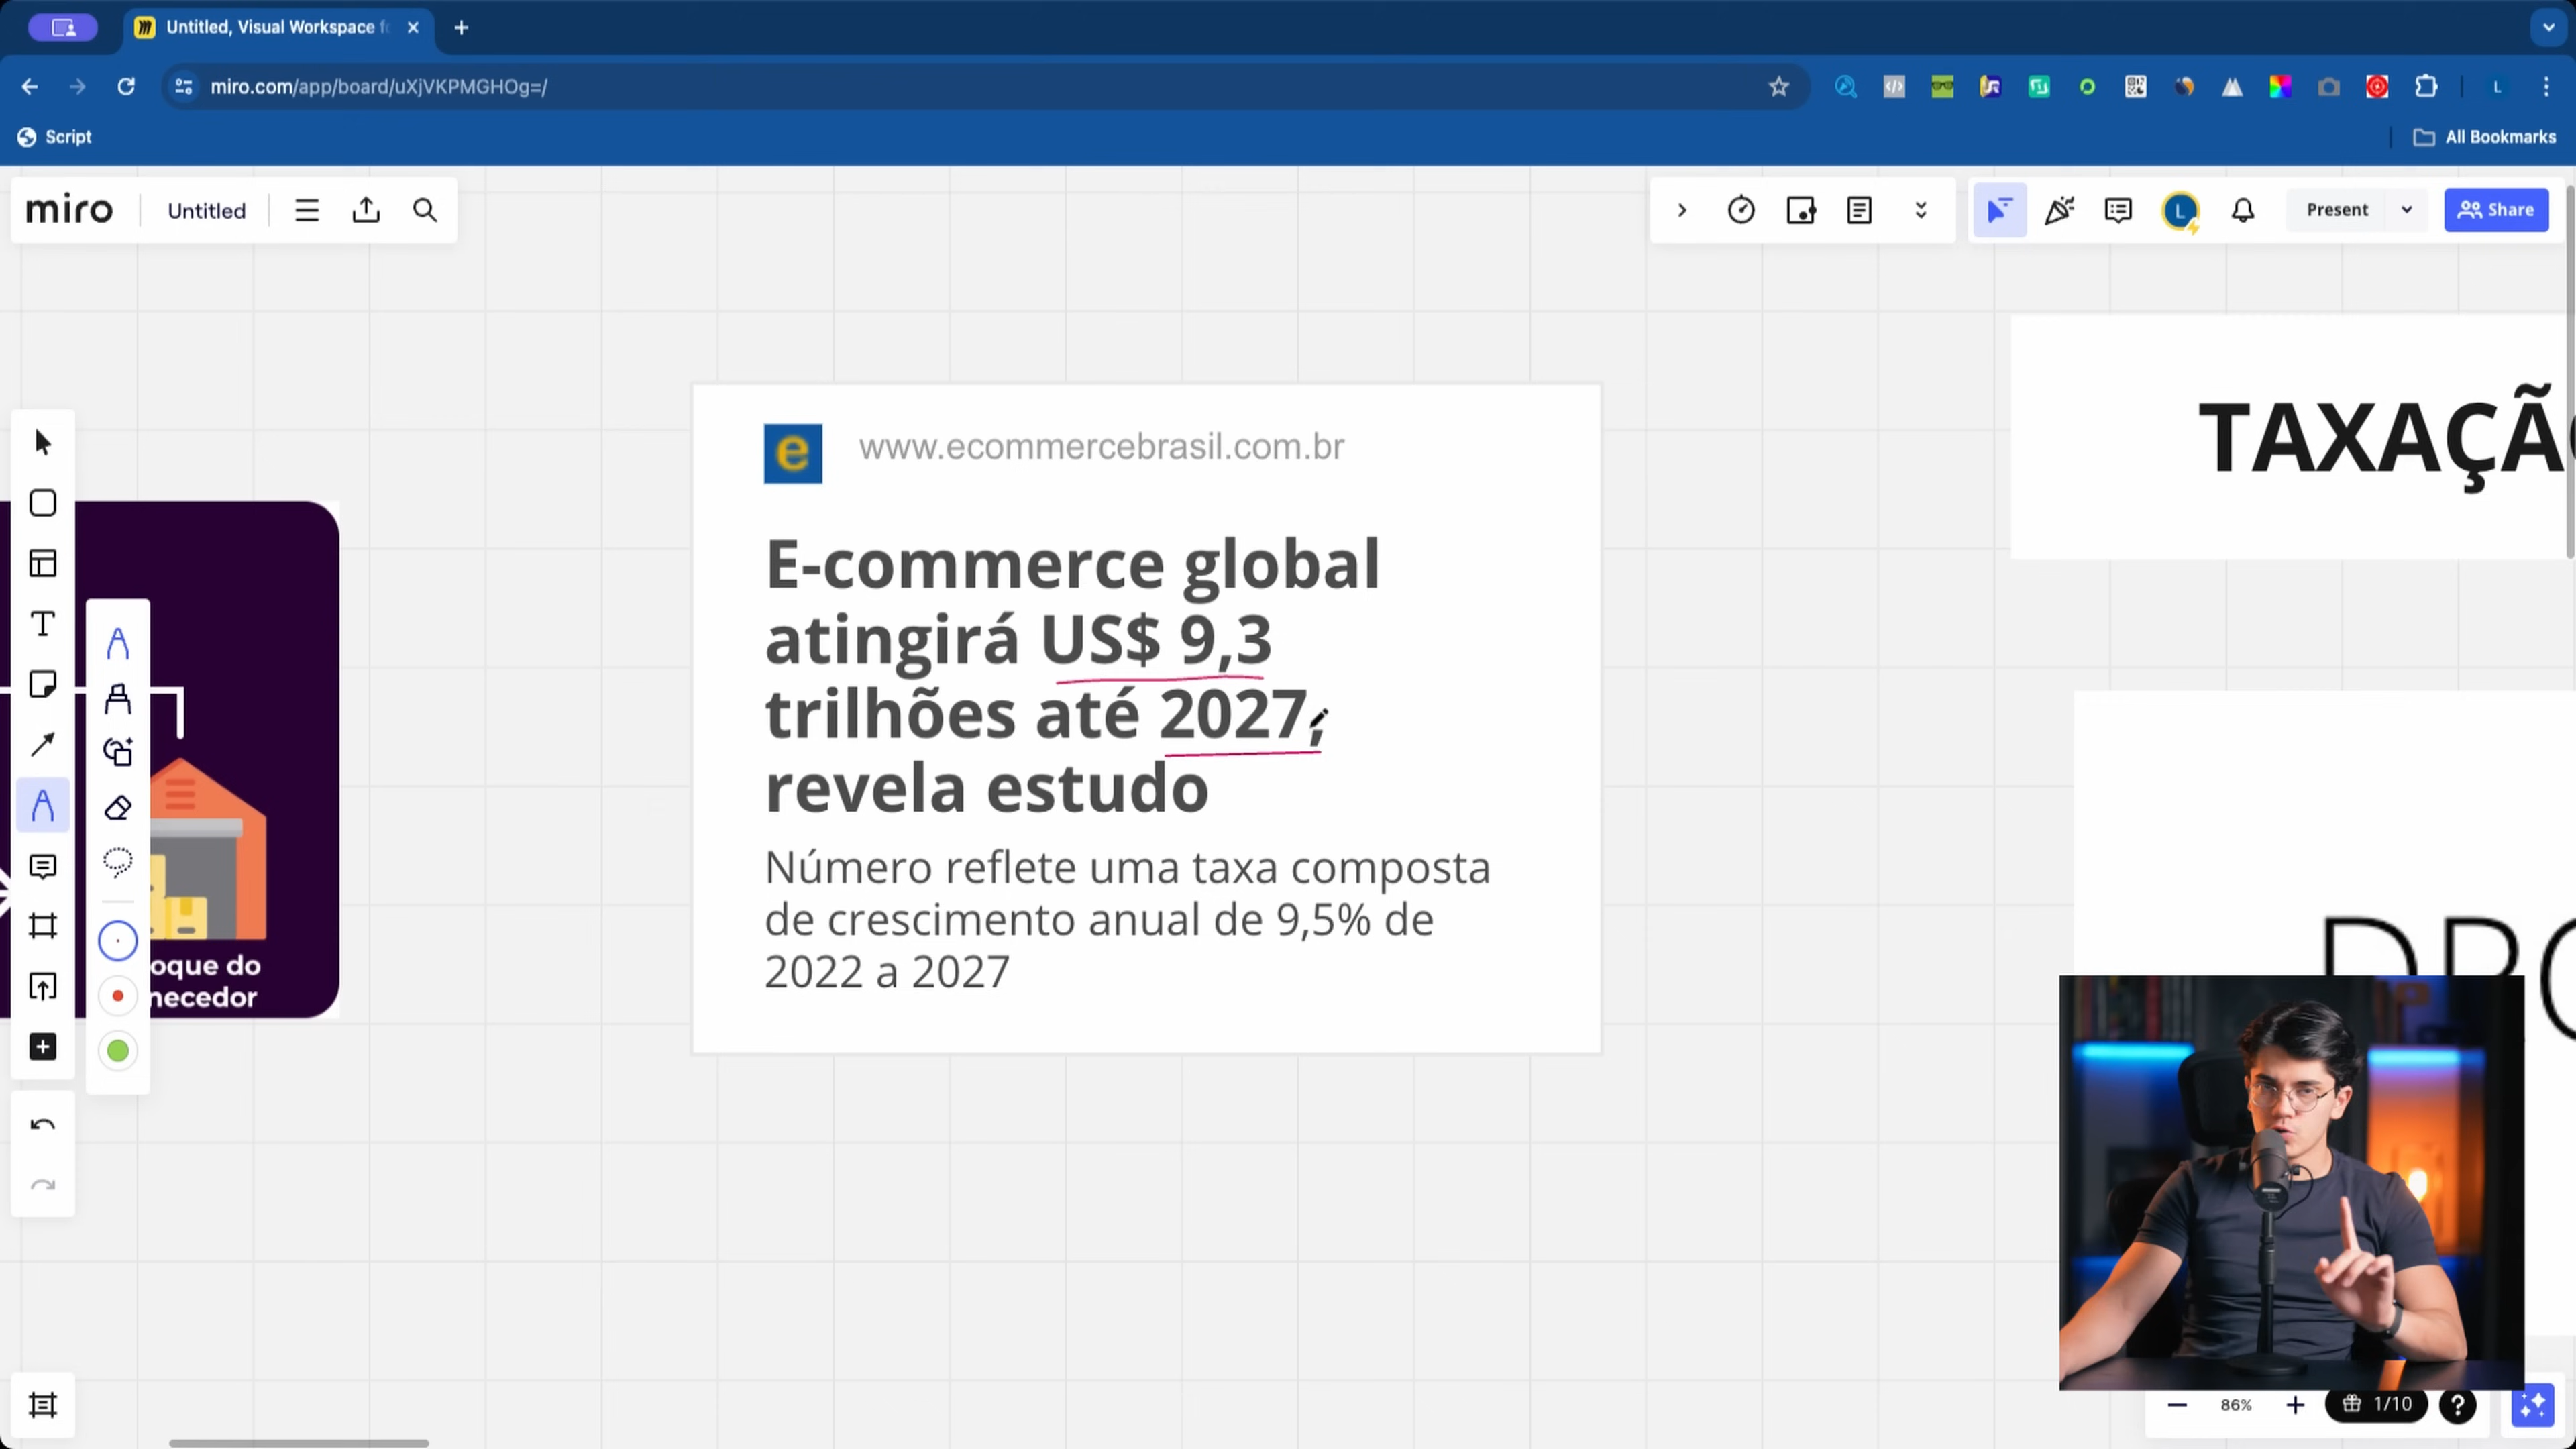 Untitled, Visual Workspace f
miro.com/app/board/uXjVKPMGHOg=/
Script
All Bookmarks
miro
Untitled
Present
Share
L
L
TAXAÇÃO
e
www.ecommercebrasil.com.br
E-commerce global
atingirá US$ 9,3
trilhões até 2027,
revela estudo
Número reflete uma taxa composta
de crescimento anual de 9,5% de
2022 a 2027
oque do
necedor
DRO
86%
1/10
?